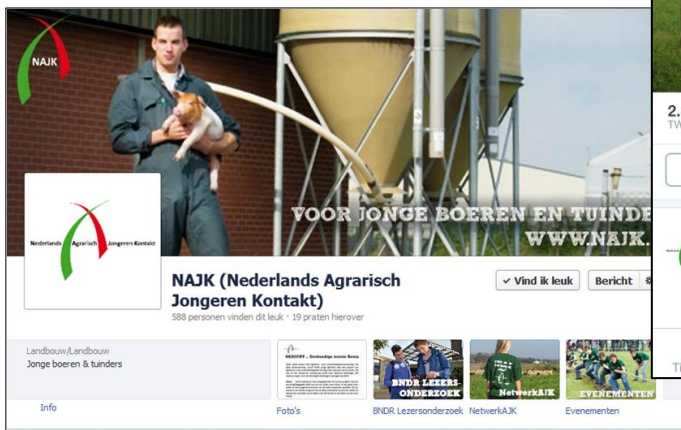 NAJK
VOOR JONGE BOEREN EN TUINDE
WWW.NAJK.
Nederlands Agrarisch Jongeren Kontakt
NAJK (Nederlands Agrarisch
Jongeren Kontakt)
588 personen vinden dit leuk · 19 praten hierover
✓ Vind ik leuk
Bericht
2.
TW
Landbouw/Landbouw
Jonge boeren & tuinders
Info
BNDR LEZERS-
ONDERZOEK
NetwerkAJK
EVENEMENTEN
Foto's
BNDR Lezersonderzoek
NetwerkAJK
Evenementen